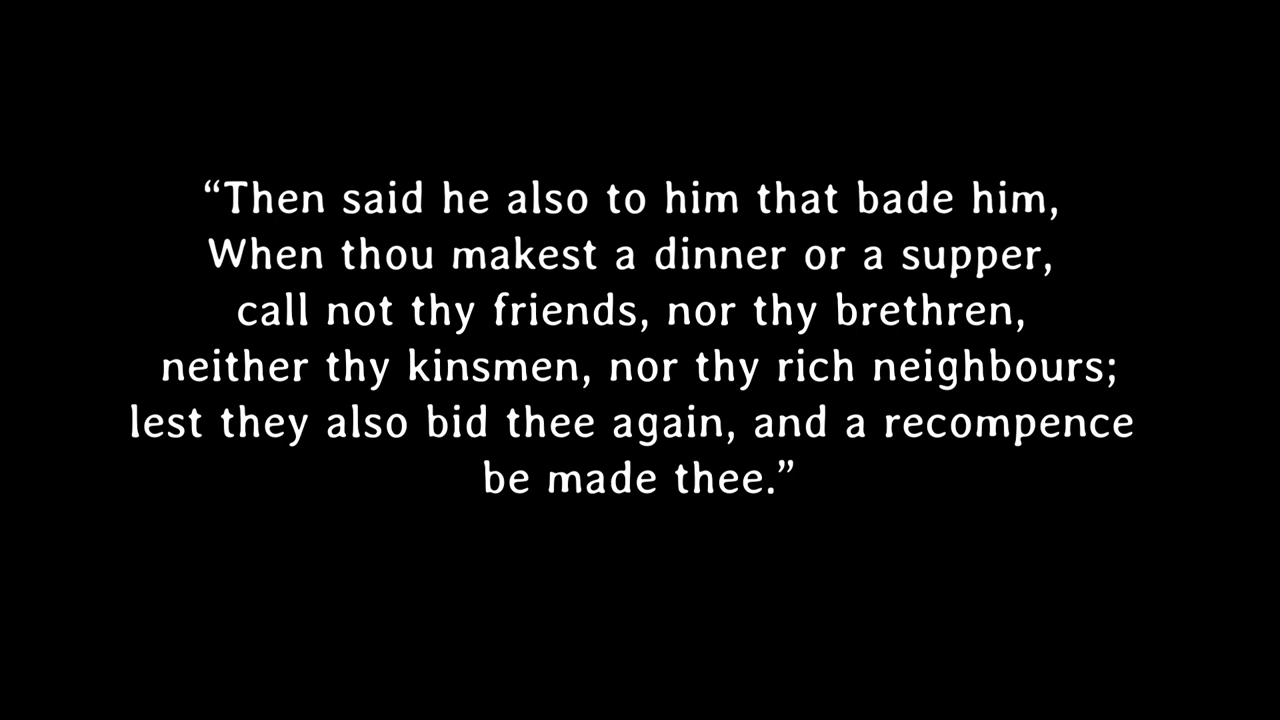 “Then said he also to him that bade him,
When thou makest a dinner or a supper,
call not thy friends, nor thy brethren,
neither thy kinsmen, nor thy rich neighbours;
lest they also bid thee again, and a recompence
be made thee.”